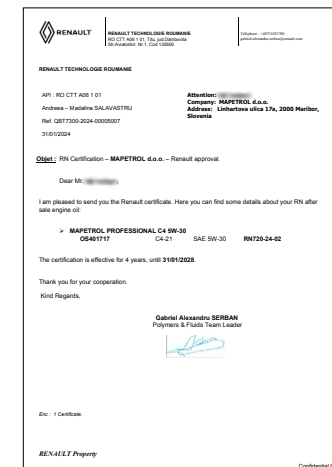 RENAULT
RENAULT TECHNOLOGIE ROUMANIE
RO CTT A06 1 01, Titu, jud.Dambovita
Str.Aviatorilor. Nr.1. Cod 135500
RENAULT TECHNOLOGIE ROUMANIE
API : RO CTT A06 1 01
Andreea – Madalina SALAVASTRU
Ref. QBT7300-2024-00005007
31/01/2024
Attention:
Company: MAPETROL d.o.o.
Address: Linhartova ulica 17a, 2000 Maribor,
Slovenia
Objet : RN Certification – MAPETROL d.o.o. – Renault approval.
Dear Mr.
I am pleased to send you the Renault certificate. Here you can find some details about your RN after
sale engine oil:
➢ MAPETROL PROFESSIONAL C4 5W-30
OS401717 C4-21 SAE 5W-30 RN720-24-02
The certification is effective for 4 years, until 31/01/2028.
Thank you for your cooperation.
Kind Regards,
Gabriel Alexandru SERBAN
Polymers & Fluids Team Leader
Enc : 1 Certificate.
RENAULT Property
Confidential